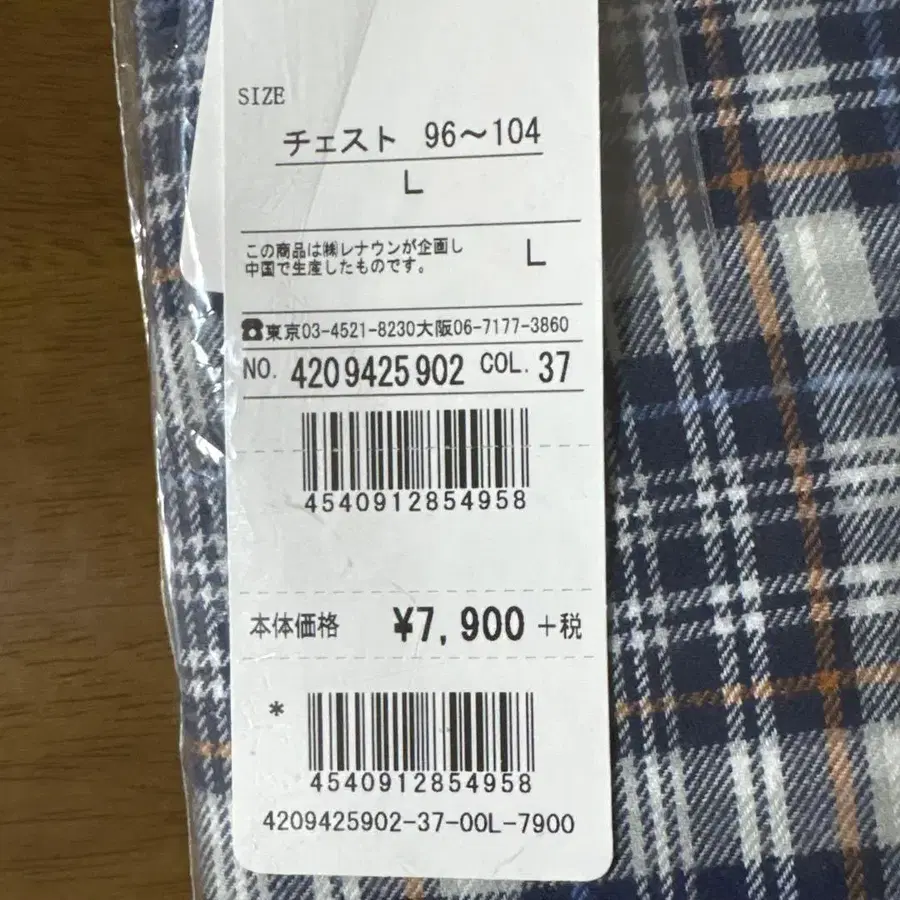 SIZE
チェスト 96～104
L
この商品は㈱レナウンが企画し
中国で生産したものです。
L
☎東京03-4521-8230大阪06-7177-3860
NO. 4209425902 COL. 37
4540912854958
本体価格 ¥7,900 +税
*
4540912854958
4209425902-37-00L-7900